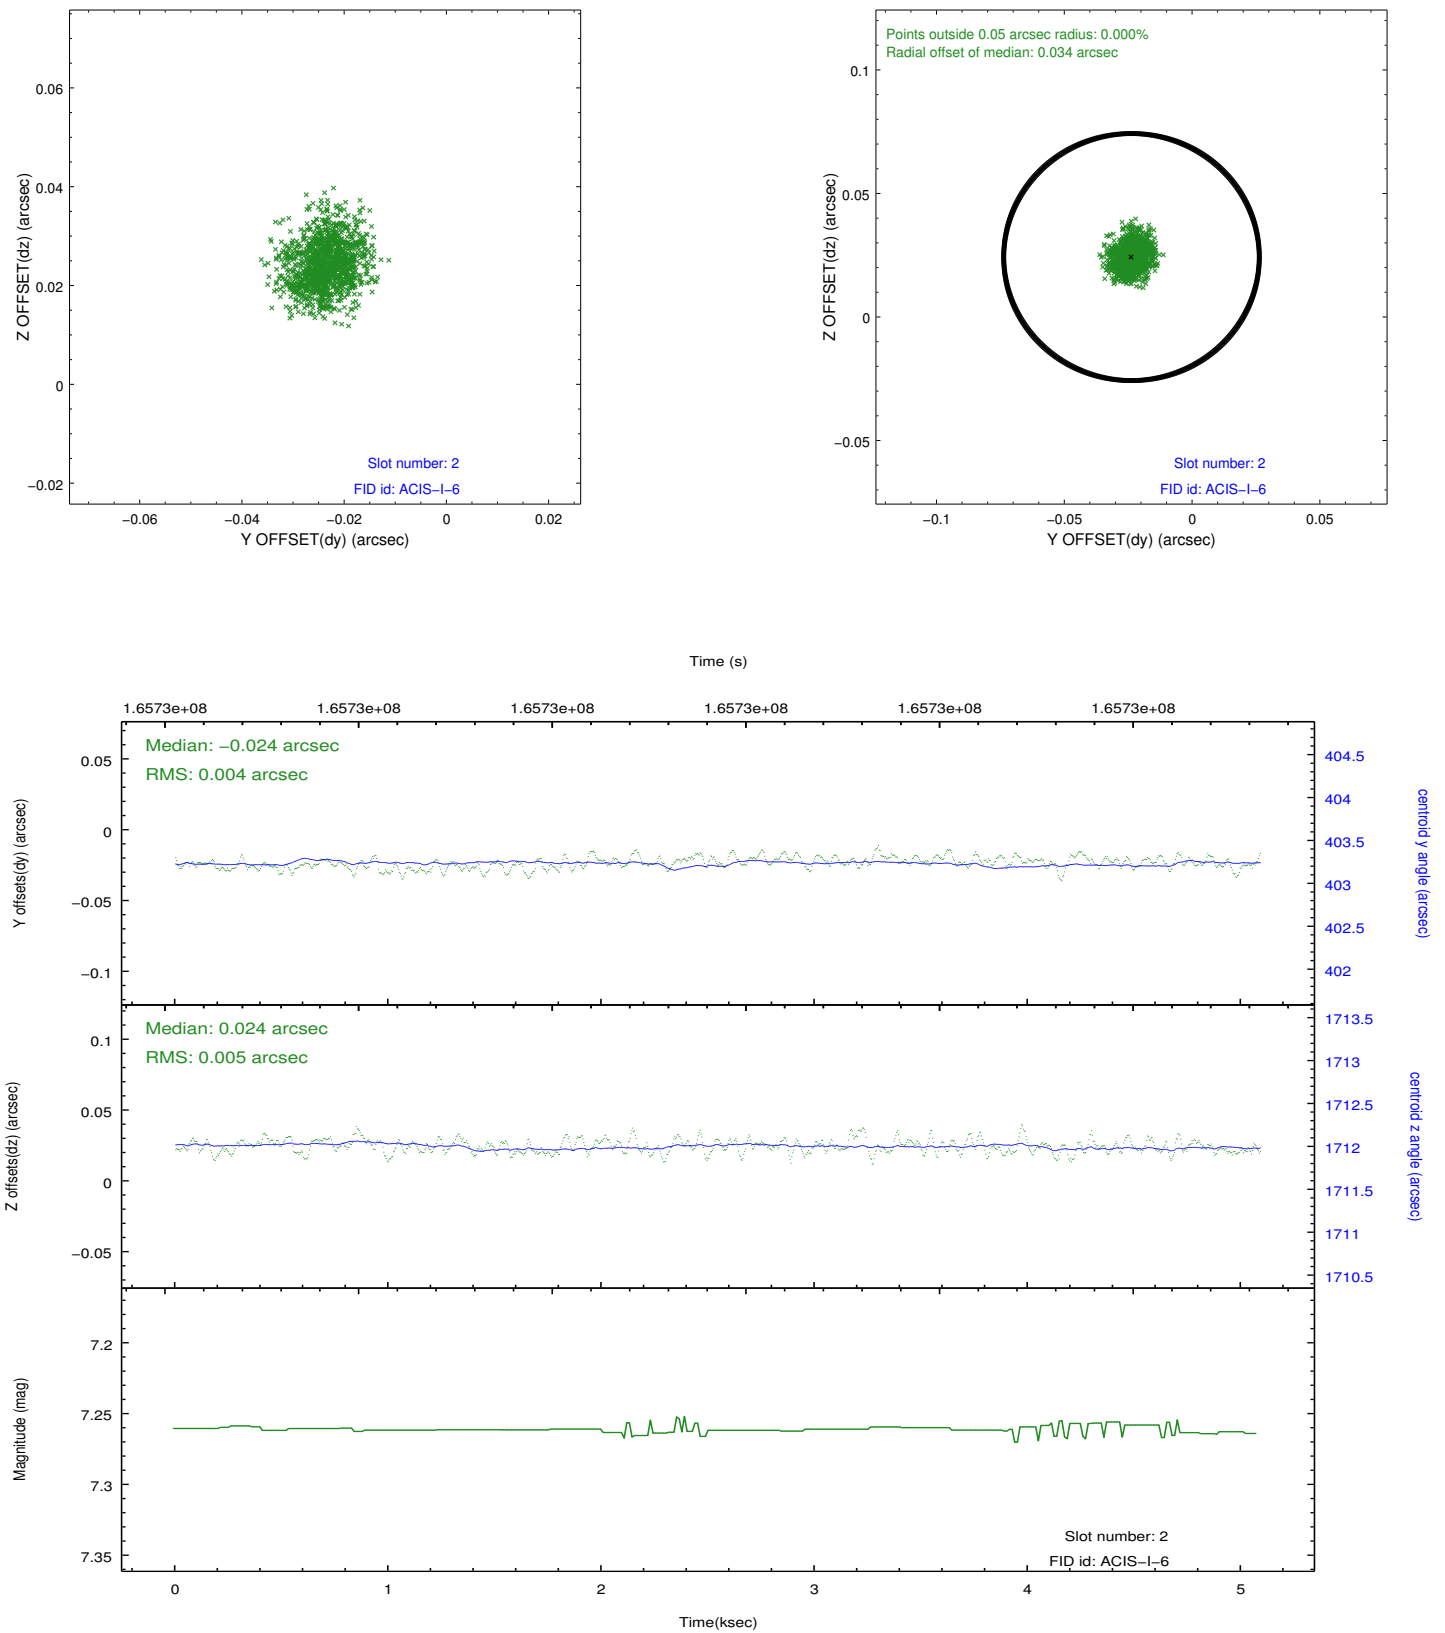 0.06
0.04
0.02
0
−0.02
Z OFFSET(dz) (arcsec)
Slot number: 2
FID id: ACIS−I−6
−0.06 −0.04 −0.02 0 0.02
Y OFFSET(dy) (arcsec)
Points outside 0.05 arcsec radius: 0.000%
Radial offset of median: 0.034 arcsec
0.1
0.05
0
−0.05
Z OFFSET(dz) (arcsec)
Slot number: 2
FID id: ACIS−I−6
−0.1 −0.05 0 0.05
Y OFFSET(dy) (arcsec)
Time (s)
1.6573e+08 1.6573e+08 1.6573e+08 1.6573e+08 1.6573e+08 1.6573e+08
Median: −0.024 arcsec
RMS: 0.004 arcsec
0.05
0
−0.05
−0.1
Y offsets(dy) (arcsec)
404.5
404
403.5
403
402.5
402
centroid y angle (arcsec)
Median: 0.024 arcsec
RMS: 0.005 arcsec
0.1
0.05
0
−0.05
Z offsets(dz) (arcsec)
1713.5
1713
1712.5
1712
1711.5
1711
1710.5
centroid z angle (arcsec)
7.2
7.25
7.3
7.35
Magnitude (mag)
Slot number: 2
FID id: ACIS−I−6
0 1 2 3 4 5
Time(ksec)